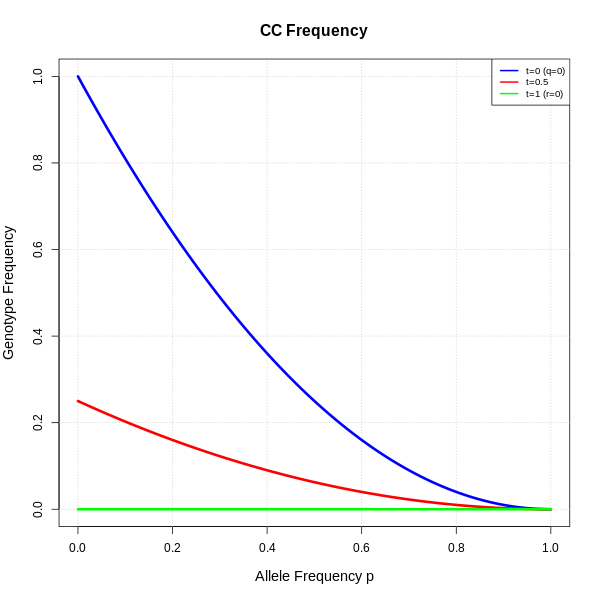 CC Frequency
t=0 (q=0)
t=0.5
t=1 (r=0)
Genotype Frequency
1.0
0.8
0.6
0.4
0.2
0.0
0.0 0.2 0.4 0.6 0.8 1.0
Allele Frequency p